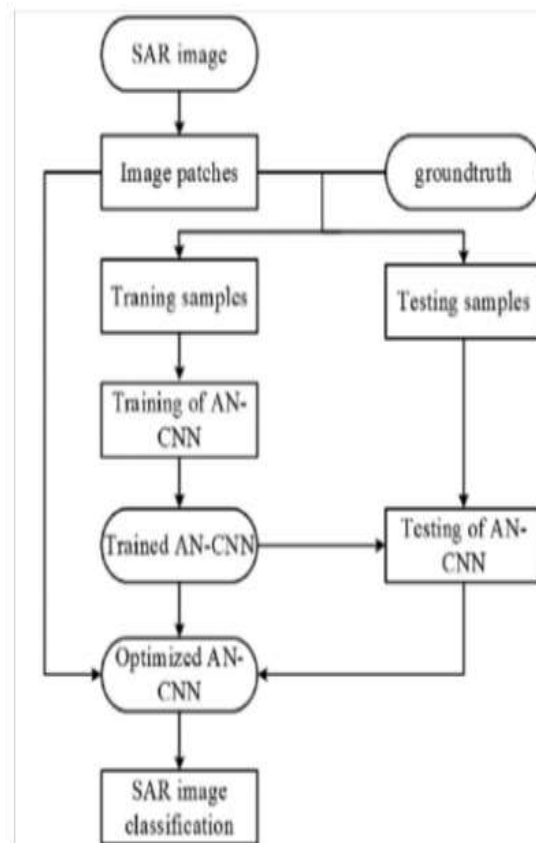 SAR image
Image patches
groundtruth
Traning samples
Testing samples
Training of AN-
CNN
Trained AN-CNN
Testing of AN-
CNN
Optimized AN-
CNN
SAR image
classification